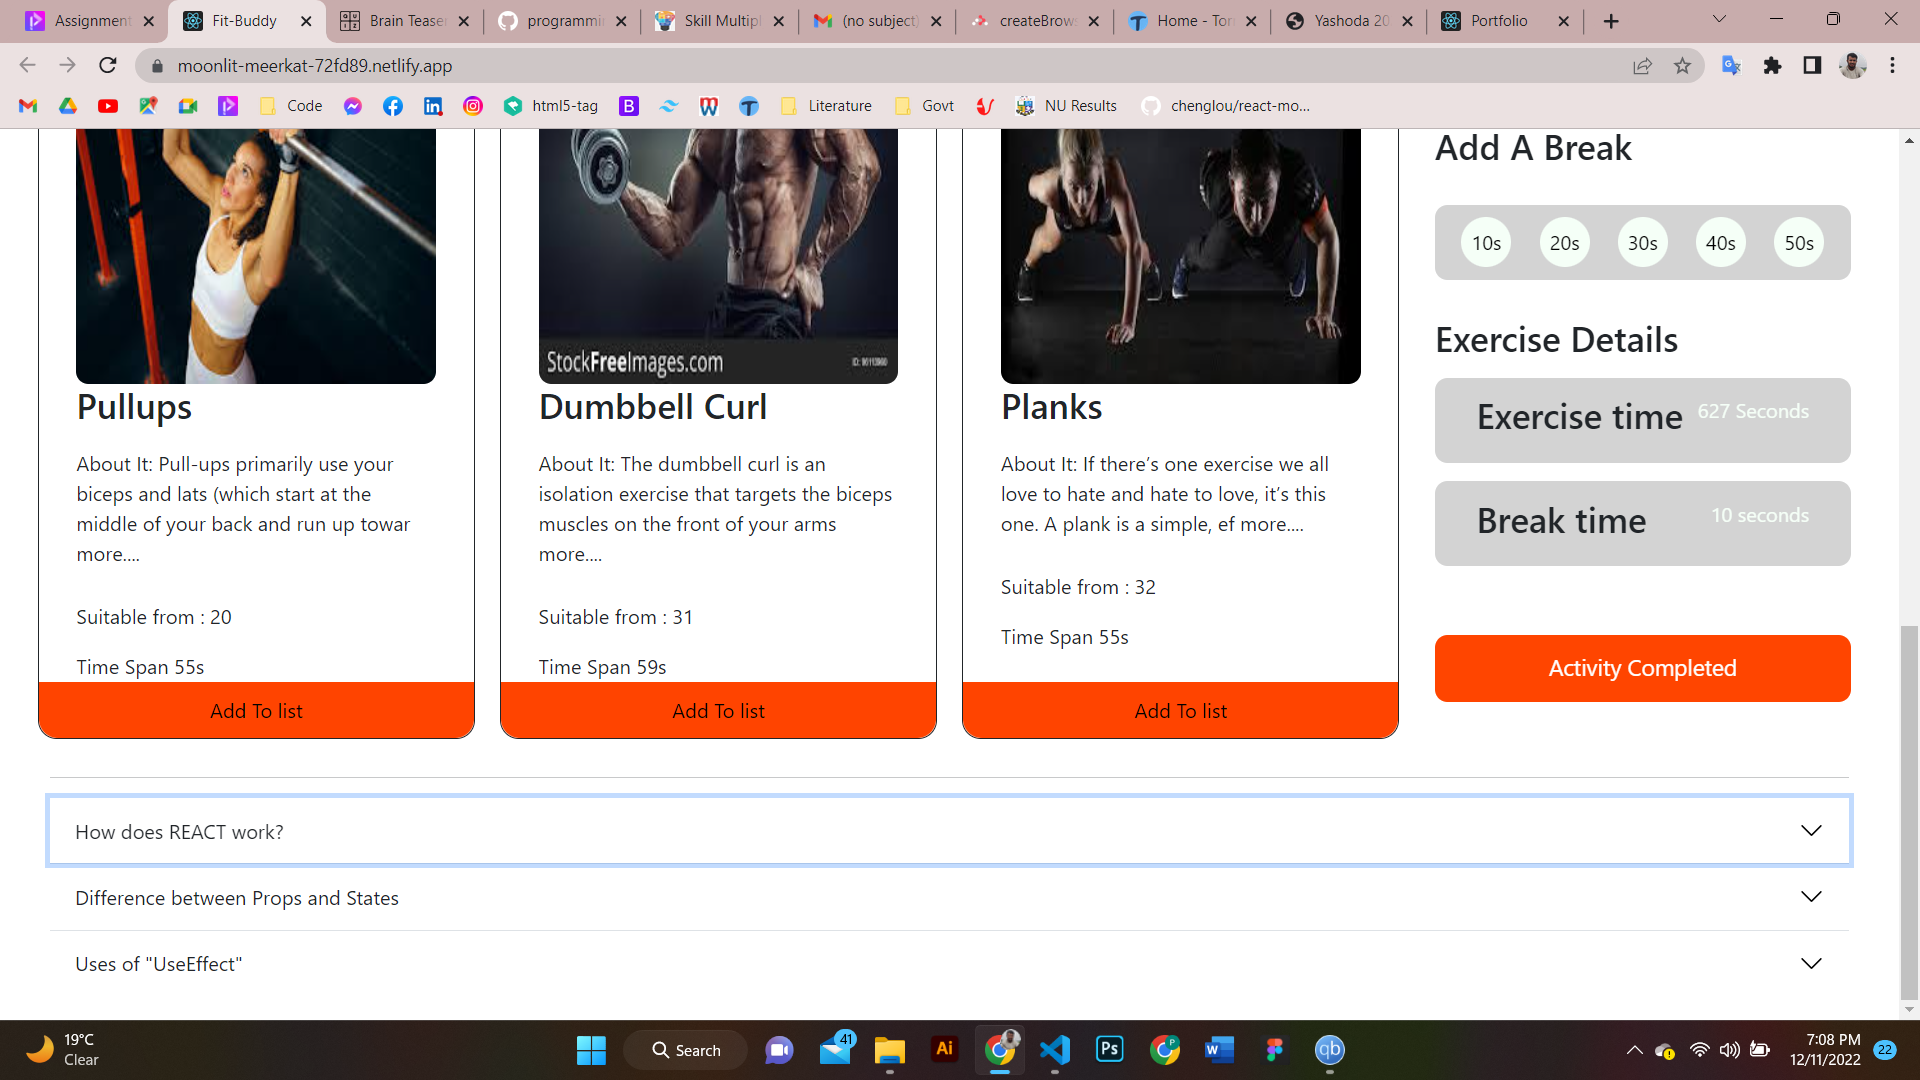 Assignment
Fit-Buddy
Brain Teaser
programmin
Skill Multipl
(no subject)
createBrow
Home - Tor
Yashoda 20
Portfolio
moonlit-meerkat-72fd89.netlify.app
Code
html5-tag
Literature
Govt
NU Results
chenglou/react-mo...
StockFreeImages.com
Pullups
About It: Pull-ups primarily use your
biceps and lats (which start at the
middle of your back and run up towar
more....
Suitable from : 20
Time Span 55s
Add To list
Dumbbell Curl
About It: The dumbbell curl is an
isolation exercise that targets the biceps
muscles on the front of your arms
more....
Suitable from : 31
Time Span 59s
Add To list
Planks
About It: If there’s one exercise we all
love to hate and hate to love, it’s this
one. A plank is a simple, ef more....
Suitable from : 32
Time Span 55s
Add To list
Add A Break
10s 20s 30s 40s 50s
Exercise Details
Exercise time 627 Seconds
Break time 10 seconds
Activity Completed
How does REACT work?
Difference between Props and States
Uses of "UseEffect"
19°C
Clear
Search
41
Ai
Ps
P
W
qb
7:08 PM
12/11/2022
22